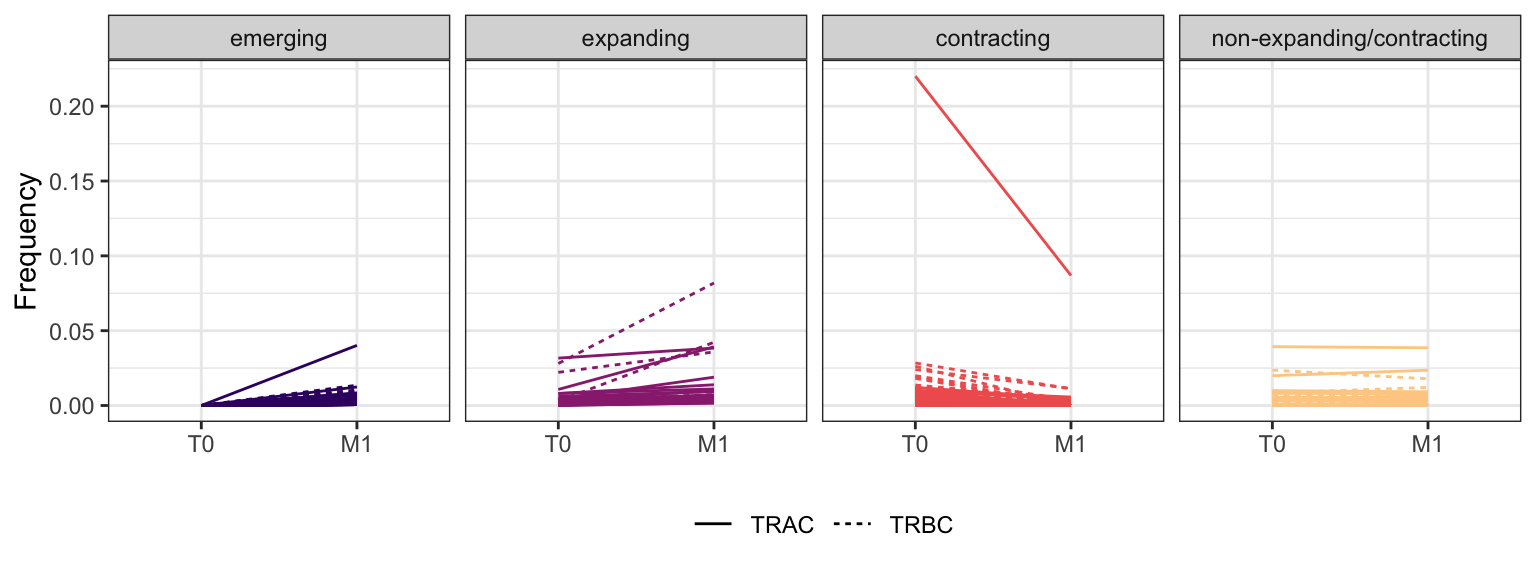 emerging expanding contracting non-expanding/contracting
Frequency
0.20
0.15
0.10
0.05
0.00
T0 M1 T0 M1 T0 M1 T0 M1
TRAC TRBC